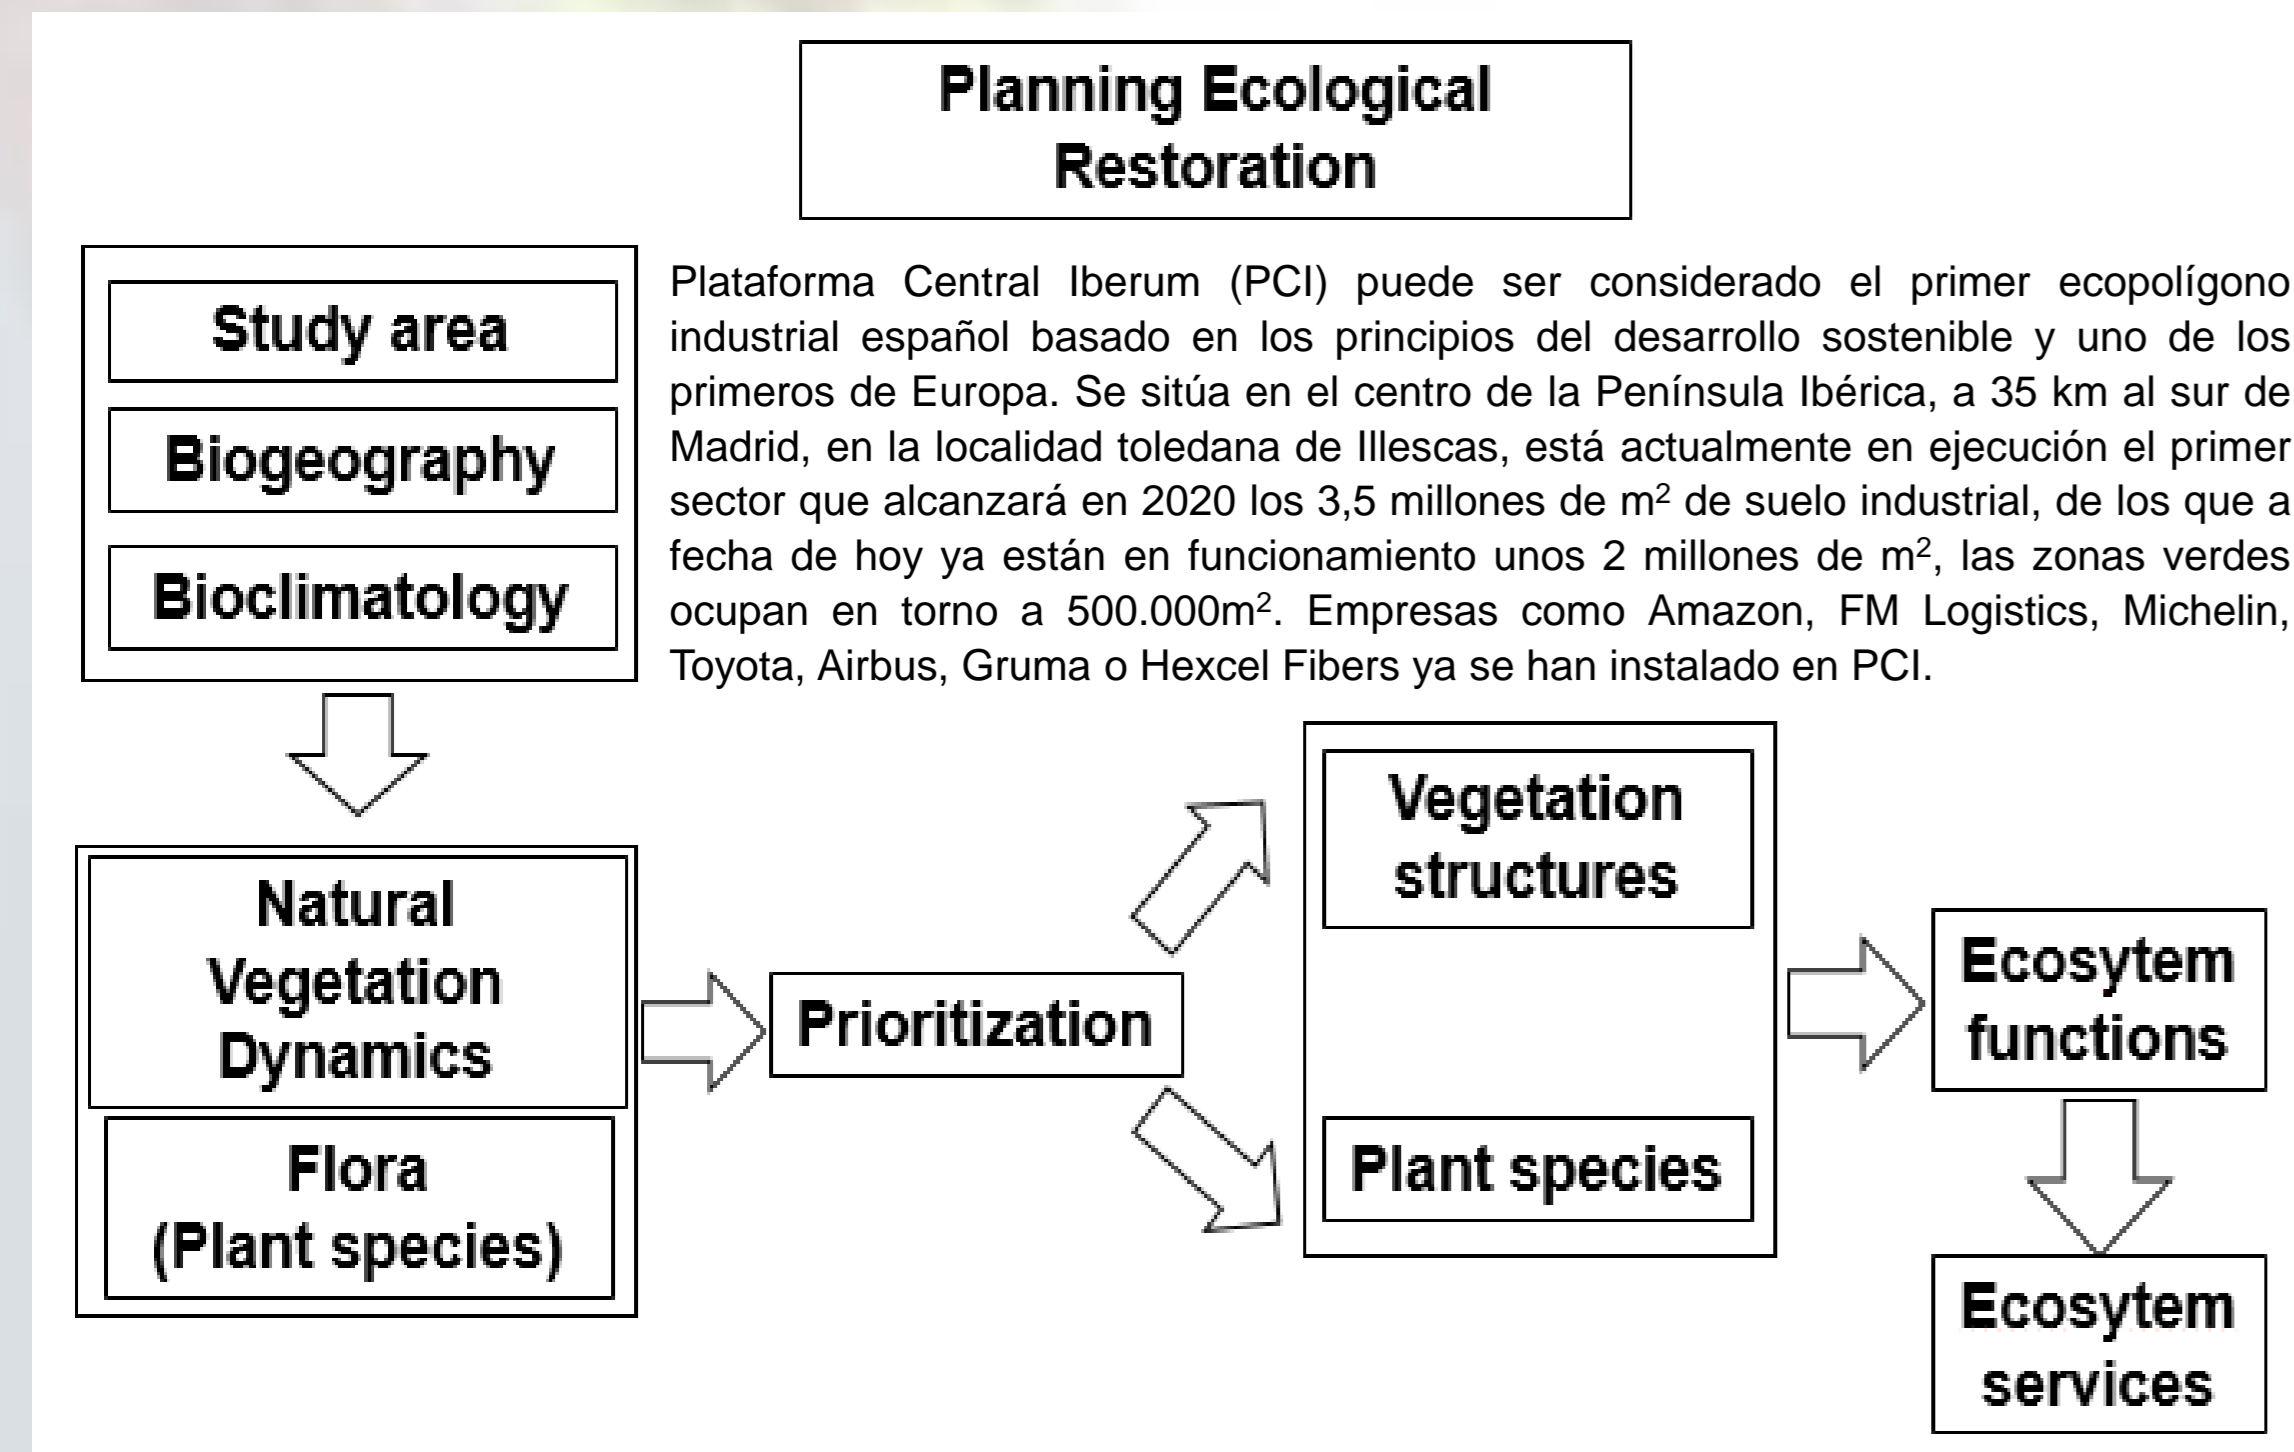 Planning Ecological
Restoration
Study area
Biogeography
Bioclimatology
Plataforma Central Iberum (PCI) puede ser considerado el primer ecopolígono
industrial español basado en los principios del desarrollo sostenible y uno de los
primeros de Europa. Se sitúa en el centro de la Península Ibérica, a 35 km al sur de
Madrid, en la localidad toledana de Illescas, está actualmente en ejecución el primer
sector que alcanzará en 2020 los 3,5 millones de m² de suelo industrial, de los que a
fecha de hoy ya están en funcionamiento unos 2 millones de m², las zonas verdes
ocupan en torno a 500.000m². Empresas como Amazon, FM Logistics, Michelin,
Toyota, Airbus, Gruma o Hexcel Fibers ya se han instalado en PCI.
Natural
Vegetation
Dynamics
Flora
(Plant species)
Prioritization
Vegetation
structures
Plant species
Ecosytem
functions
Ecosytem
services